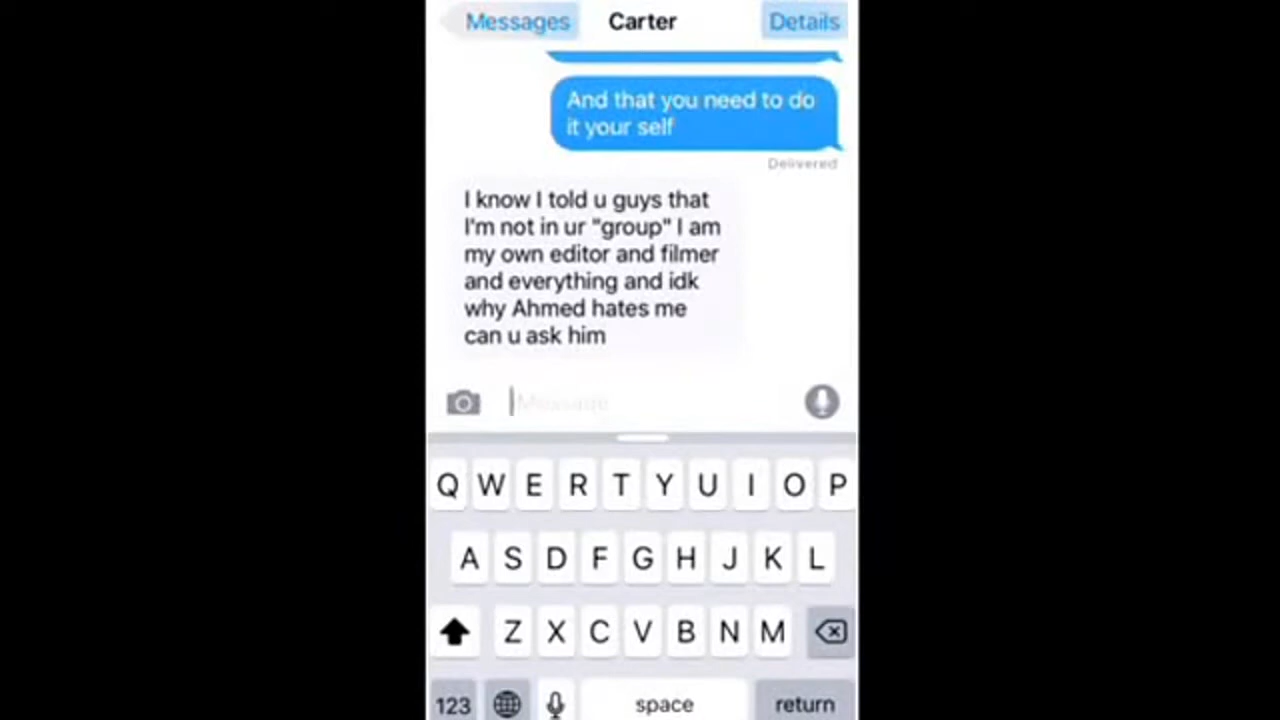 Messages Carter Details
And that you need to do
it your self
Delivered
I know I told u guys that
I'm not in ur "group" I am
my own editor and filmer
and everything and idk
why Ahmed hates me
can u ask him
Message
Q W E R T Y U I O P
A S D F G H J K L
Z X C V B N M
123 space return